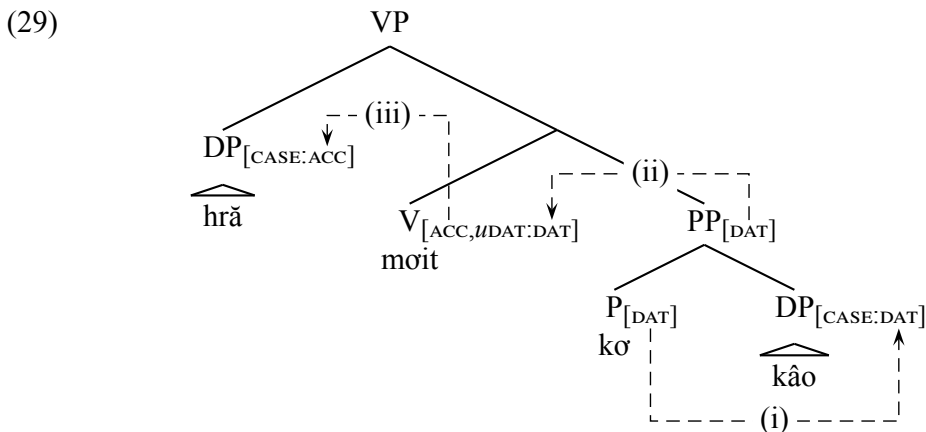 (29) VP
(iii)
DP[CASE:ACC] (ii)
hră V[ACC,uDAT:DAT] PP[DAT]
mơit
P[DAT] DP[CASE:DAT]
kơ
kâo
(i)